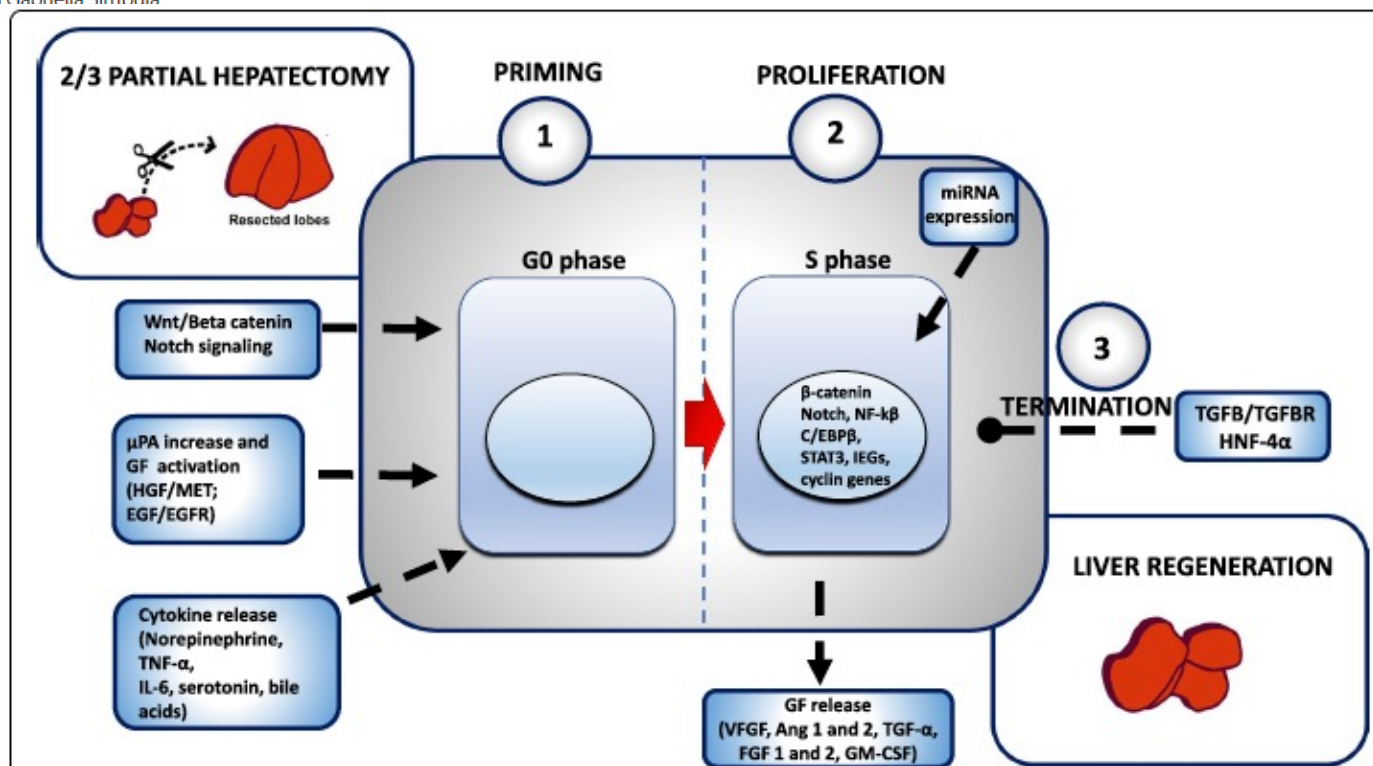 2/3 PARTIAL HEPATECTOMY
Resected lobes
PRIMING
1
PROLIFERATION
2
miRNA
expression
G0 phase
S phase
Wnt/Beta catenin
Notch signaling
μPA increase and
GF activation
(HGF/MET;
EGF/EGFR)
Cytokine release
(Norepinephrine,
TNF-α,
IL-6, serotonin, bile
acids)
β-catenin
Notch, NF-kβ
C/EBPβ,
STAT3, IEGs,
cyclin genes
3
TERMINATION
TGFB/TGFBR
HNF-4α
GF release
(VFGF, Ang 1 and 2, TGF-α,
FGF 1 and 2, GM-CSF)
LIVER REGENERATION